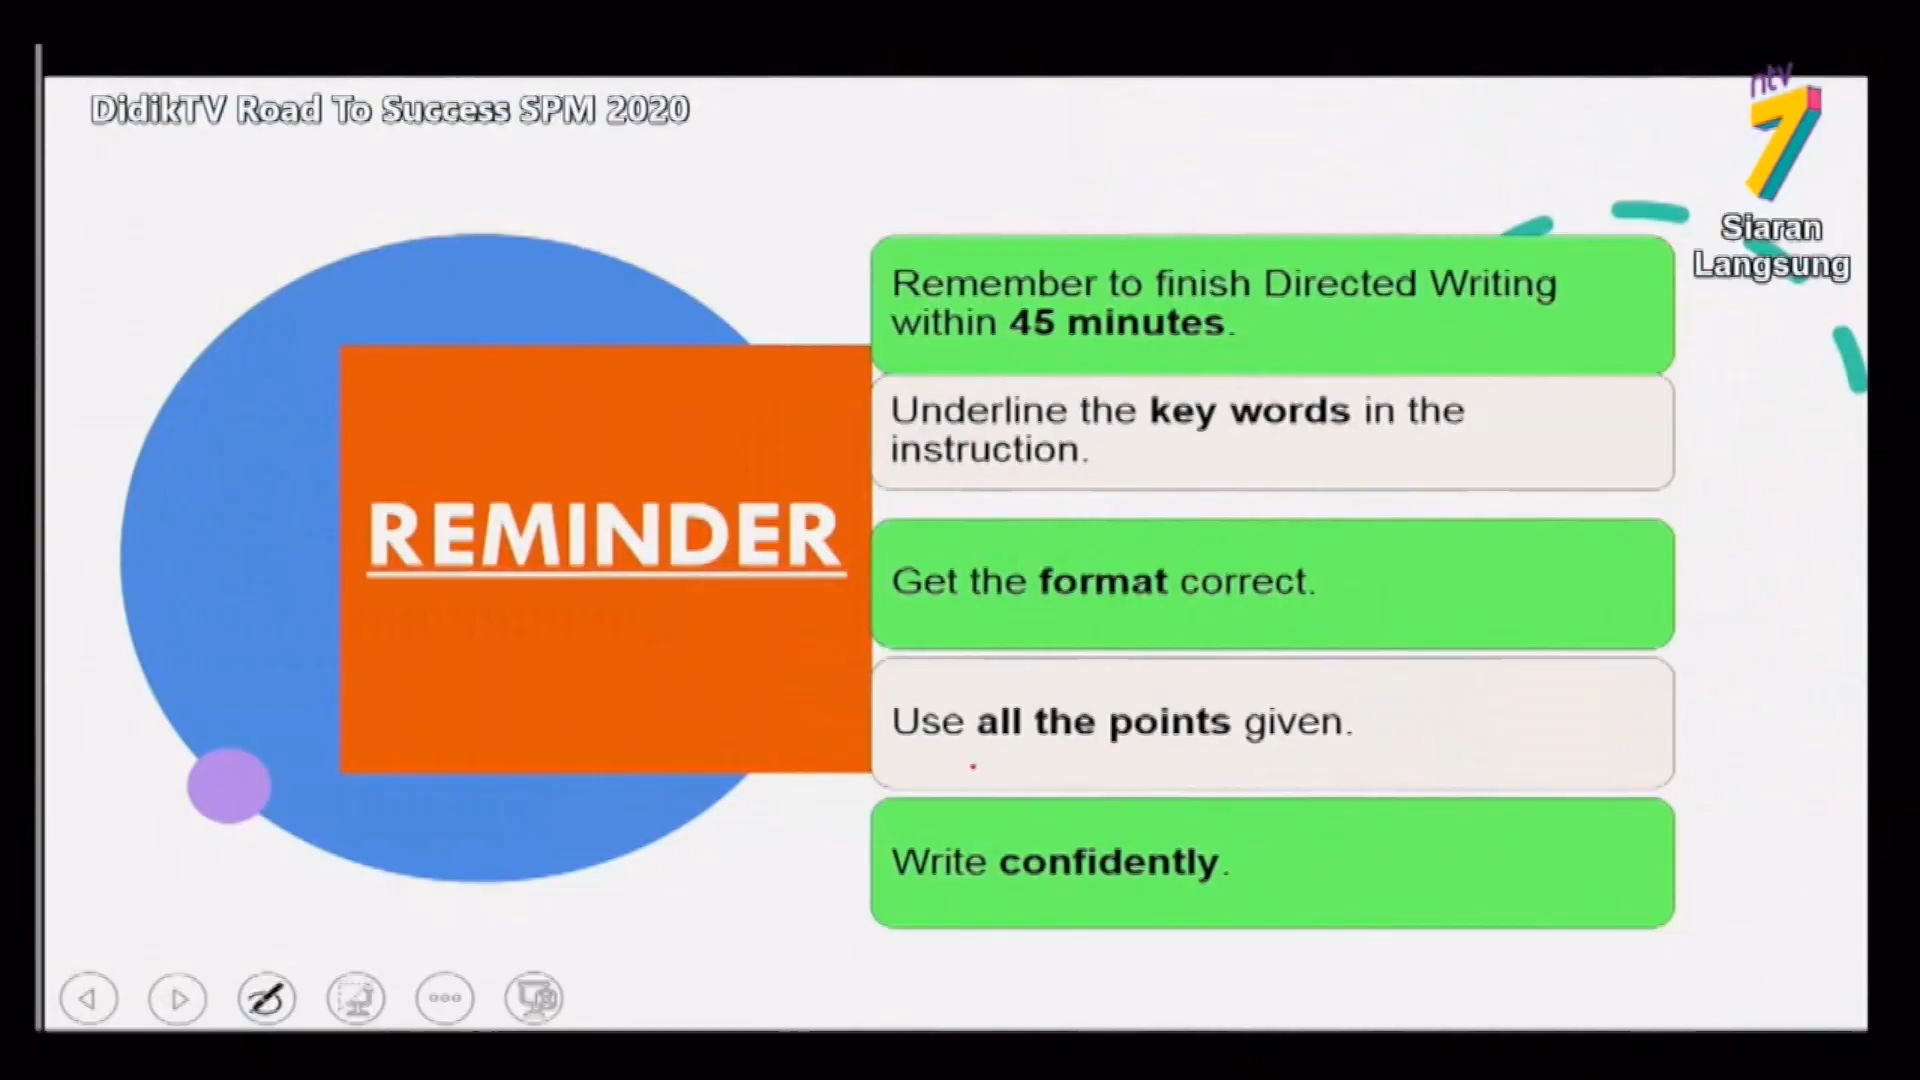 DidikTV Road To Success SPM 2020
ntv
7
Siaran
Langsung
REMINDER
Remember to finish Directed Writing
within 45 minutes.
Underline the key words in the
instruction.
Get the format correct.
Use all the points given.
Write confidently.